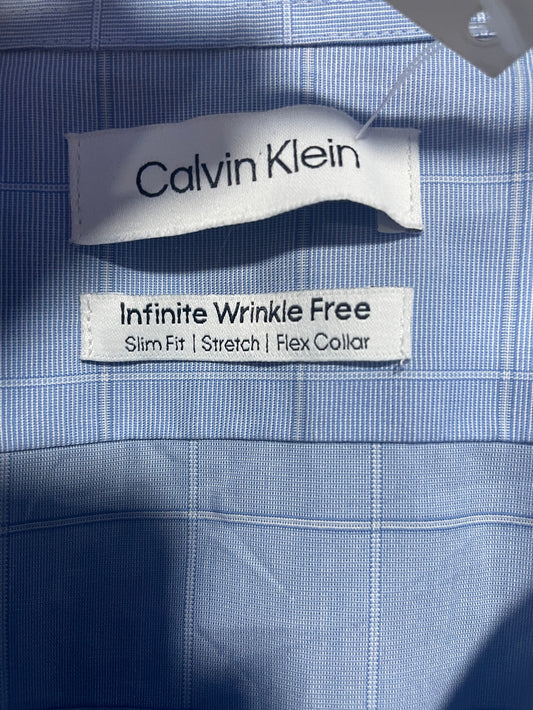 Calvin Klein
Infinite Wrinkle Free
Slim Fit | Stretch | Flex Collar